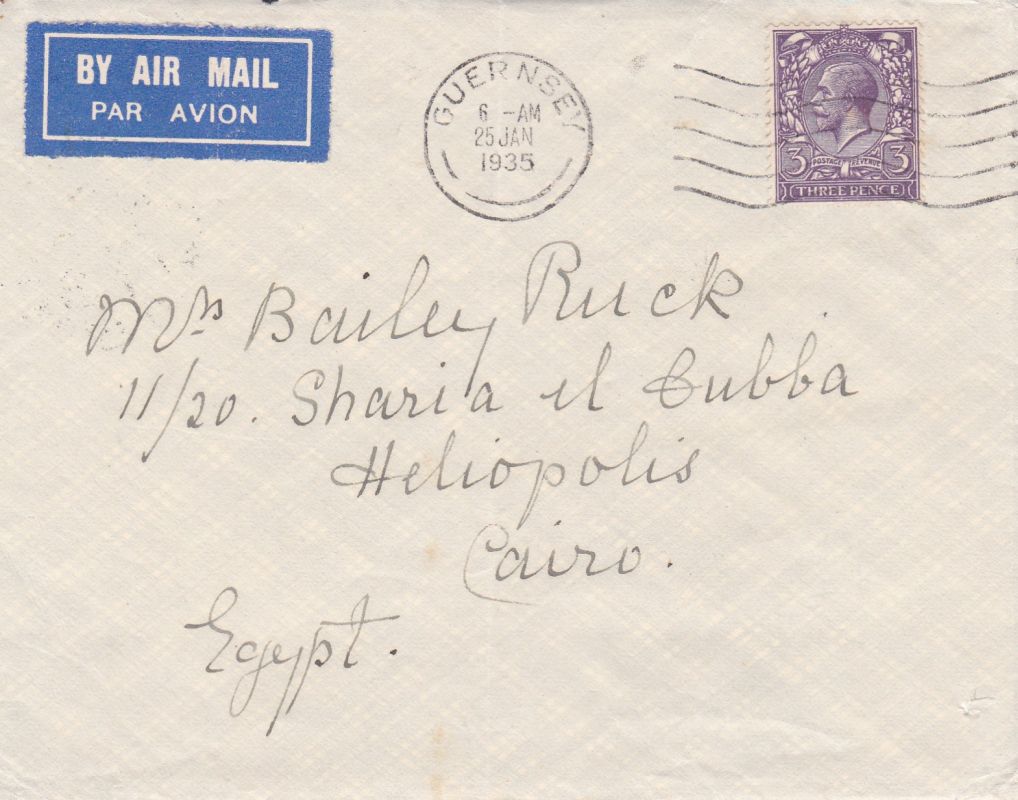 BY AIR MAIL
PAR AVION
GUERNSEY
6 -AM
25 JAN
1935
3 POSTAGE REVENUE 3
THREE PENCE
Mrs Bailey Ruck
11/20. Sharia el Cubba
Heliopolis
Cairo.
Egypt.